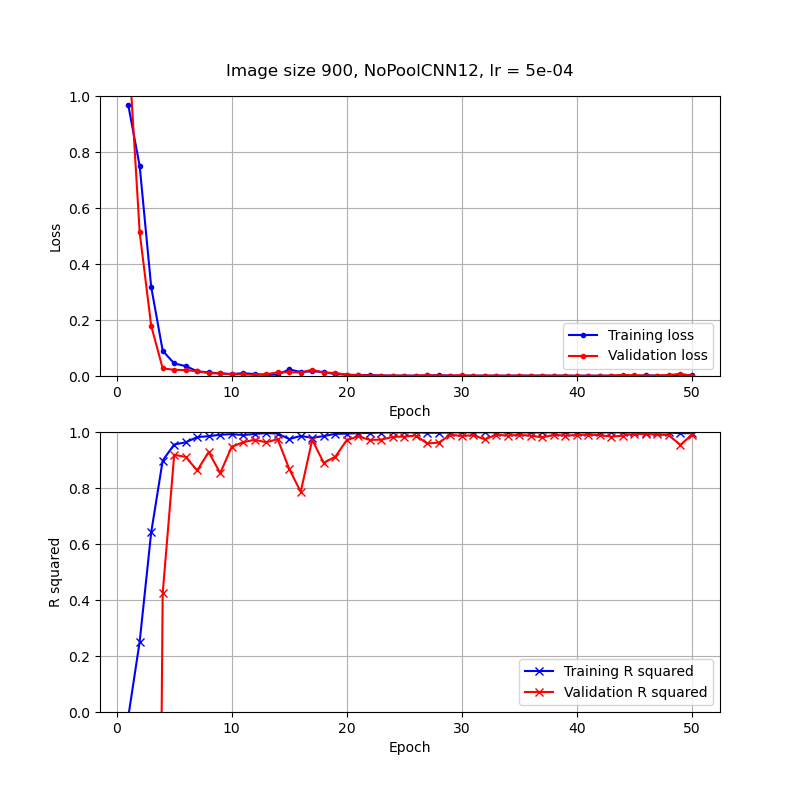 Image size 900, NoPoolCNN12, lr = 5e-04
1.0
0.8
0.6
0.4
0.2
0.0
Loss
Training loss
Validation loss
0 10 20 30 40 50
Epoch
1.0
0.8
0.6
0.4
0.2
0.0
R squared
Training R squared
Validation R squared
0 10 20 30 40 50
Epoch